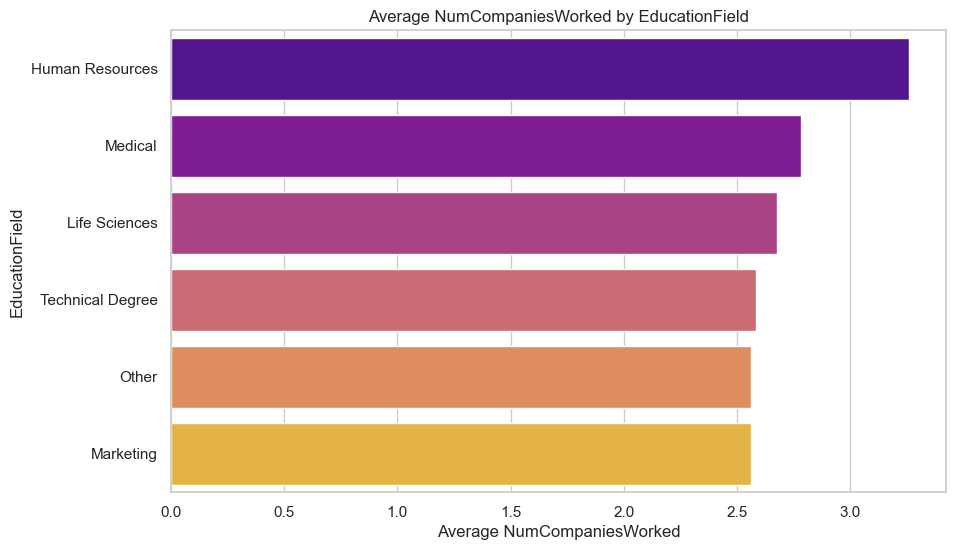 Average NumCompaniesWorked by EducationField
EducationField
Human Resources
Medical
Life Sciences
Technical Degree
Other
Marketing
0.0 0.5 1.0 1.5 2.0 2.5 3.0
Average NumCompaniesWorked